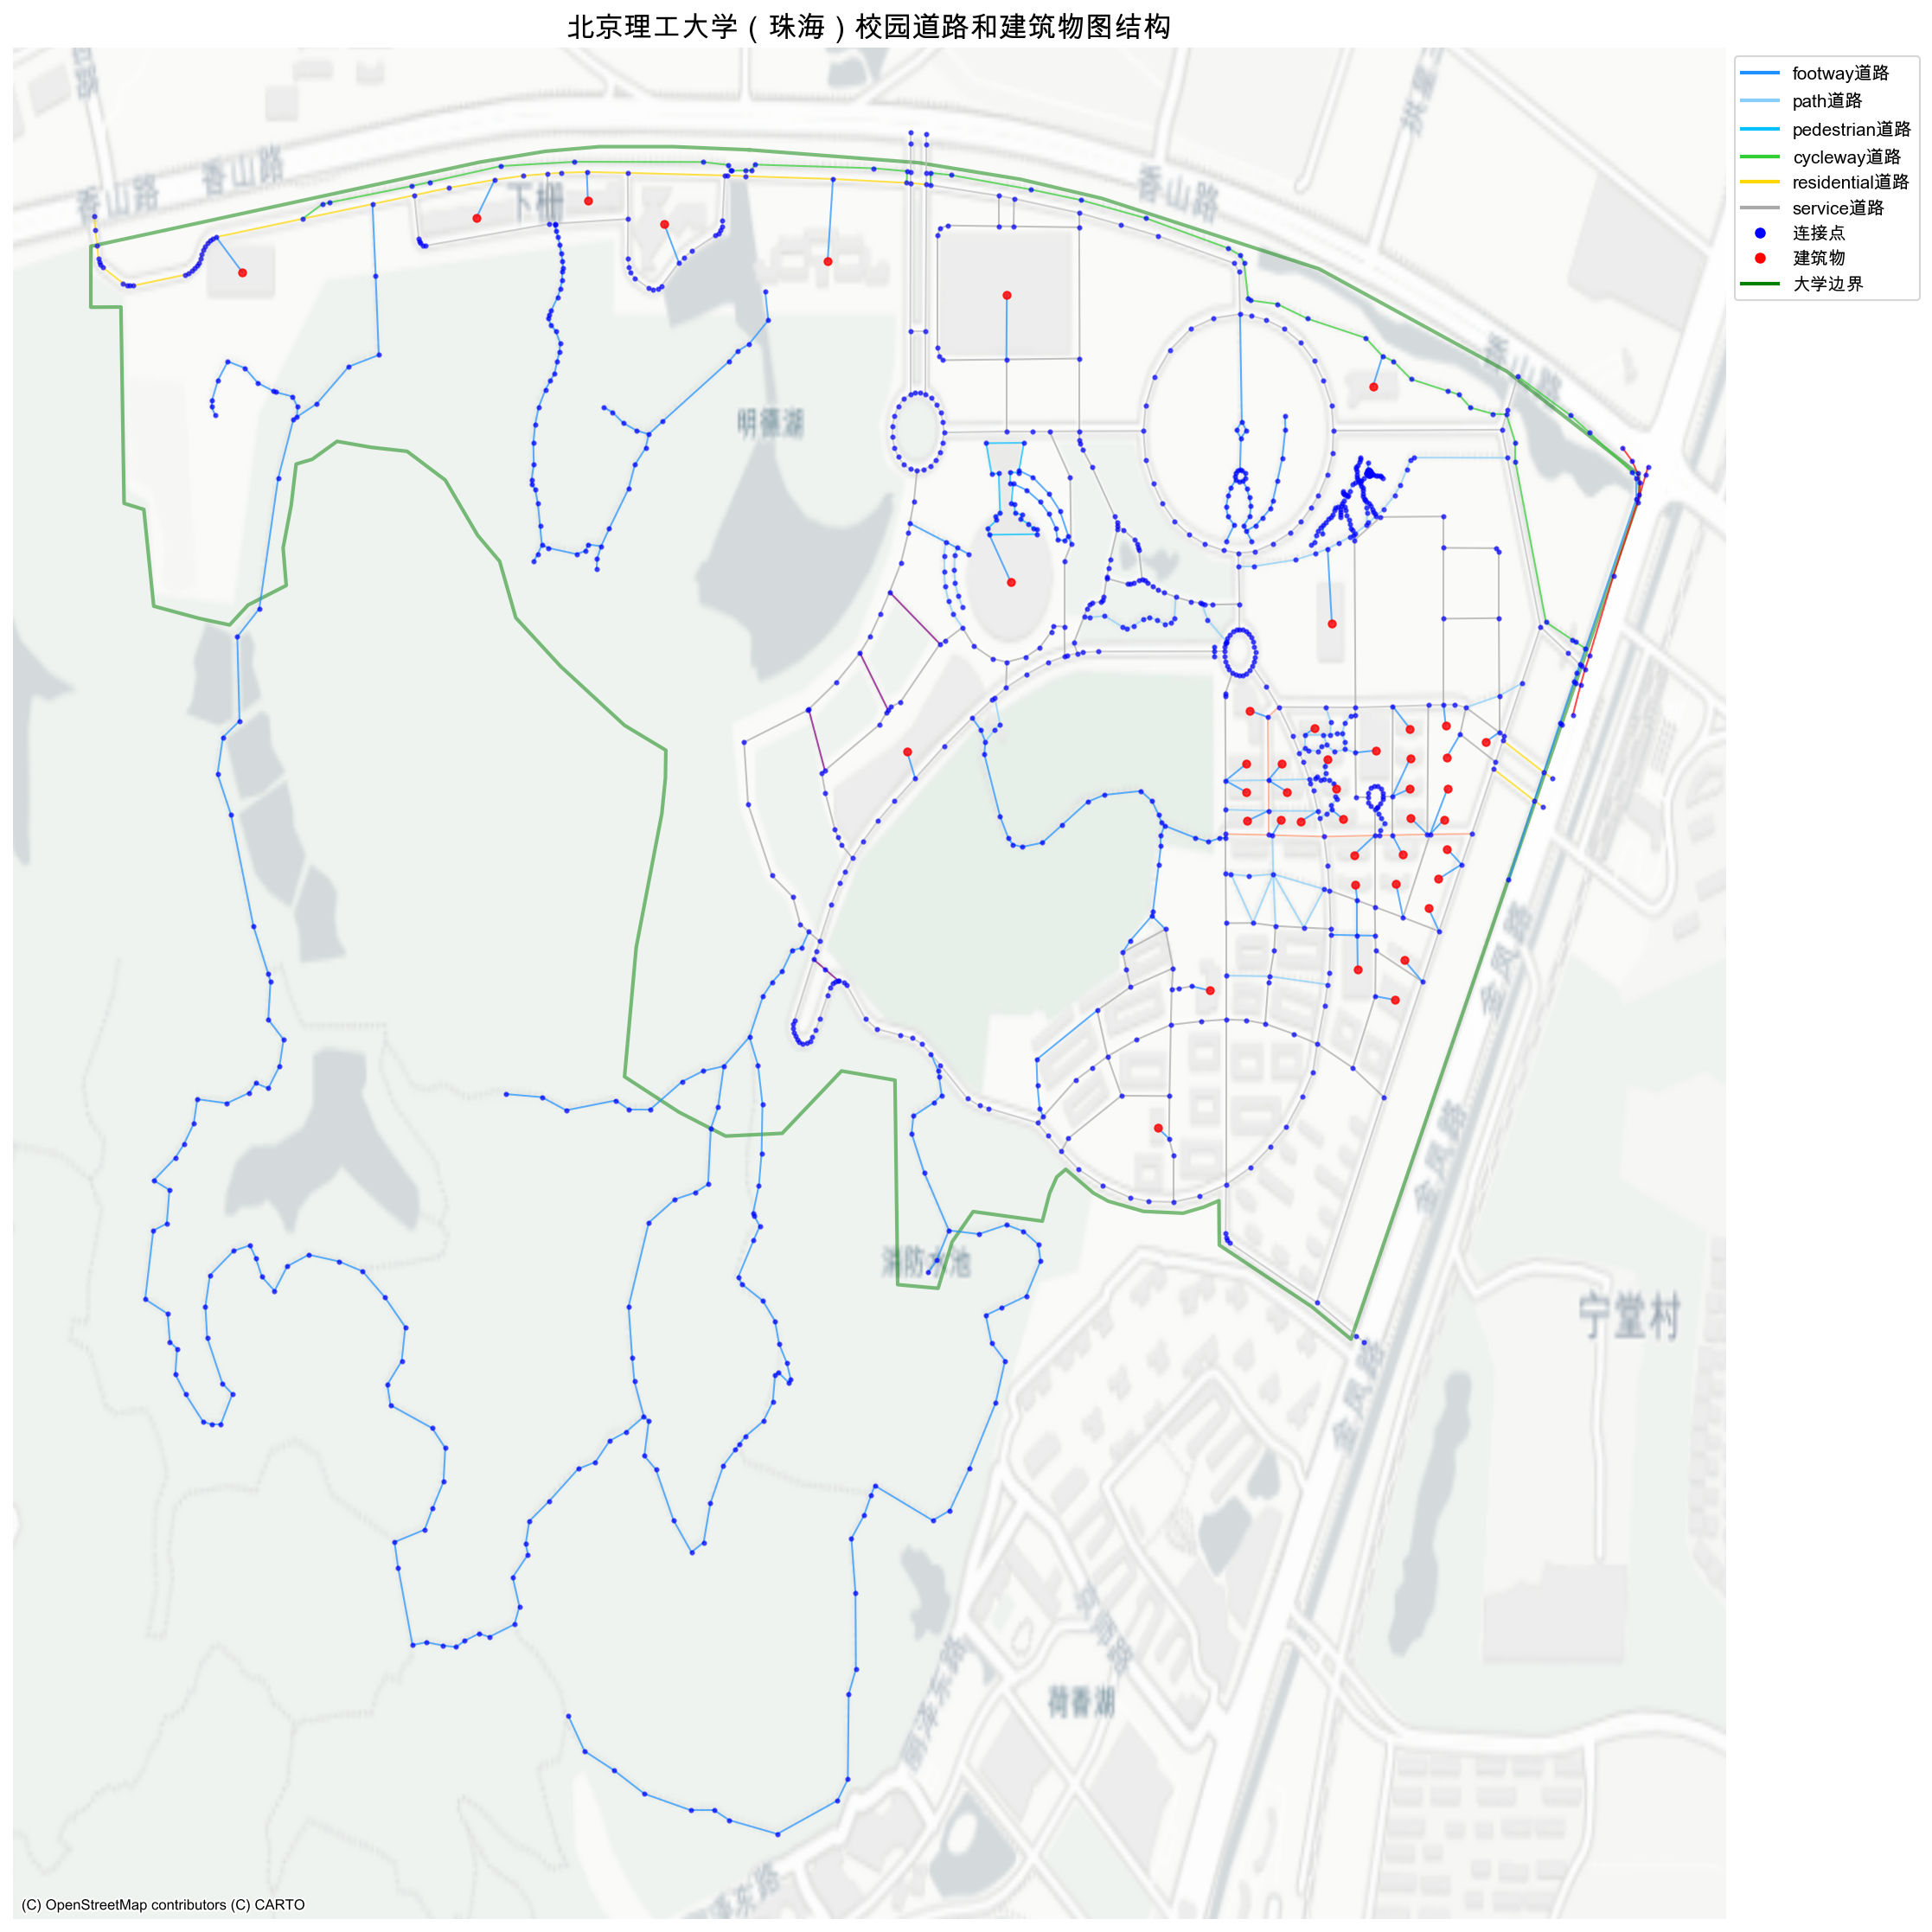 北京理工大学（珠海）校园道路和建筑物图结构
footway道路
path道路
pedestrian道路
cycleway道路
residential道路
service道路
连接点
建筑物
大学边界
香山路
香山路
下栅
香山路
香山路
明德湖
金凤路
金凤路
消防水池
宁堂村
金凤路
荷香湖
丽泽东路
(C) OpenStreetMap contributors (C) CARTO